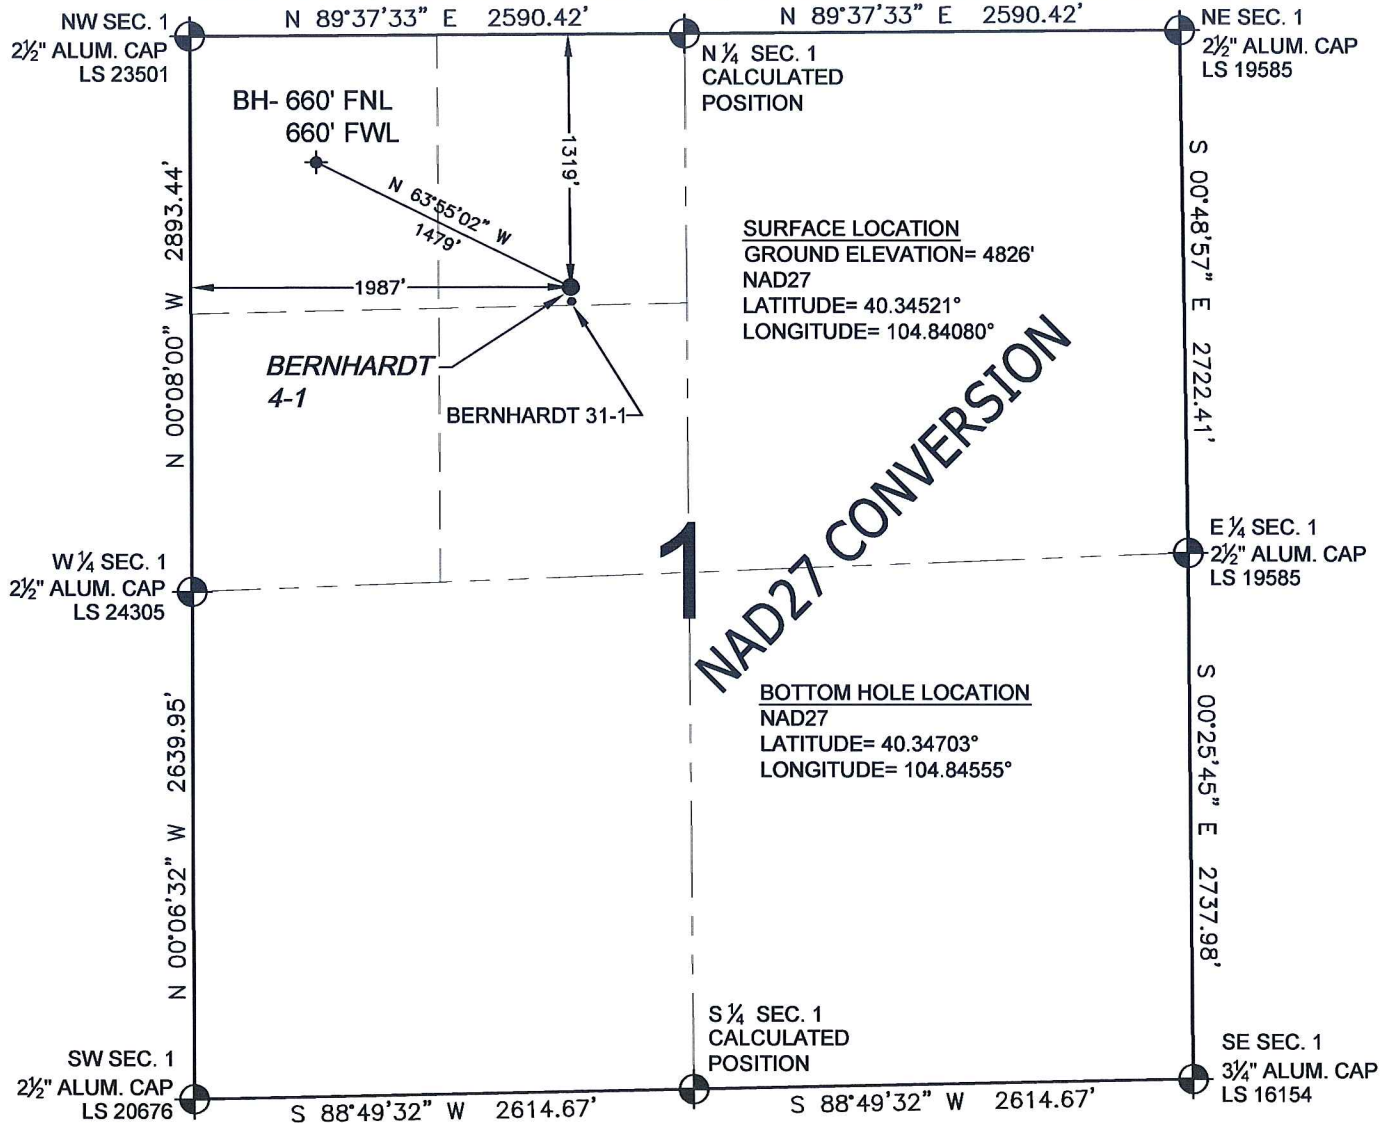 N 89°37'33" E 2590.42'
N 89°37'33" E 2590.42'
NW SEC. 1
2½" ALUM. CAP
LS 23501
N ¼ SEC. 1
CALCULATED
POSITION
NE SEC. 1
2½" ALUM. CAP
LS 19585
BH- 660' FNL
660' FWL
1319'
N 63°55'02" W
1479'
1987'
N 00°08'00" W 2893.44'
SURFACE LOCATION
GROUND ELEVATION= 4826'
NAD27
LATITUDE= 40.34521°
LONGITUDE= 104.84080°
S 00°48'57" E 2722.41'
BERNHARDT
4-1
BERNHARDT 31-1
NAD27 CONVERSION
1
W ¼ SEC. 1
2½" ALUM. CAP
LS 24305
E ¼ SEC. 1
2½" ALUM. CAP
LS 19585
BOTTOM HOLE LOCATION
NAD27
LATITUDE= 40.34703°
LONGITUDE= 104.84555°
N 00°06'32" W 2639.95'
S 00°25'45" E 2737.98'
SW SEC. 1
2½" ALUM. CAP
LS 20676
S ¼ SEC. 1
CALCULATED
POSITION
SE SEC. 1
3¼" ALUM. CAP
LS 16154
S 88°49'32" W 2614.67'
S 88°49'32" W 2614.67'